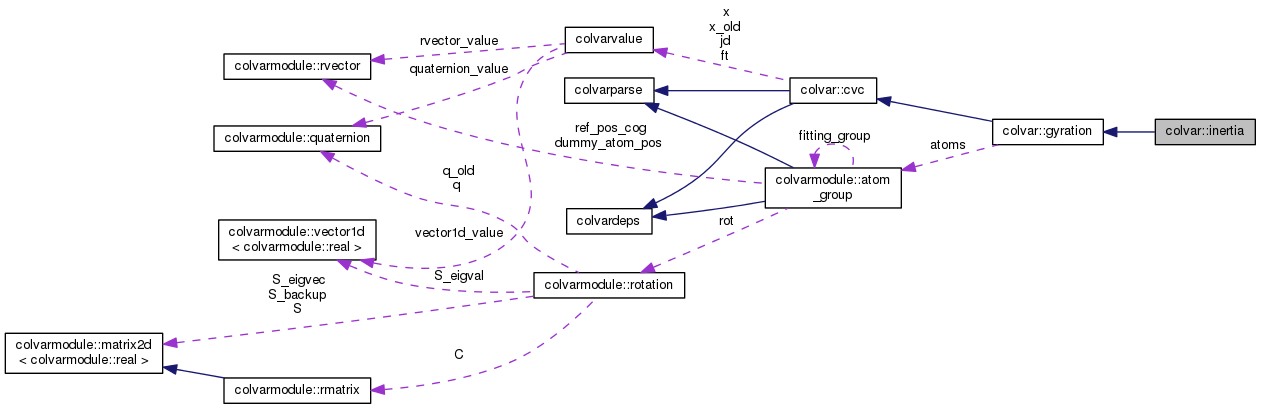 x
x_old
jd
ft
colvarvalue
rvector_value
colvarmodule::rvector
quaternion_value
colvarparse
colvar::cvc
ref_pos_cog
dummy_atom_pos
fitting_group
colvar::gyration
colvar::inertia
colvarmodule::quaternion
atoms
q_old
q
colvarmodule::atom
_group
colvardeps
rot
colvarmodule::vector1d
< colvarmodule::real >
vector1d_value
S_eigval
colvarmodule::rotation
S_eigvec
S_backup
S
colvarmodule::matrix2d
< colvarmodule::real >
C
colvarmodule::rmatrix